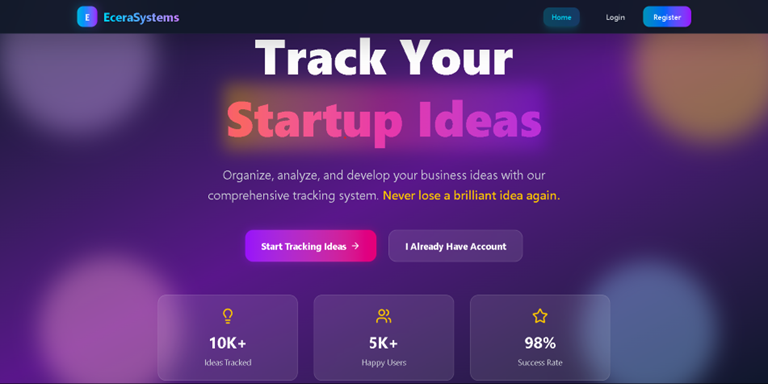 E EceraSystems
Home Login Register
Track Your
Startup Ideas
Organize, analyze, and develop your business ideas with our
comprehensive tracking system. Never lose a brilliant idea again.
Start Tracking Ideas → I Already Have Account
10K+ 5K+ 98%
Ideas Tracked Happy Users Success Rate